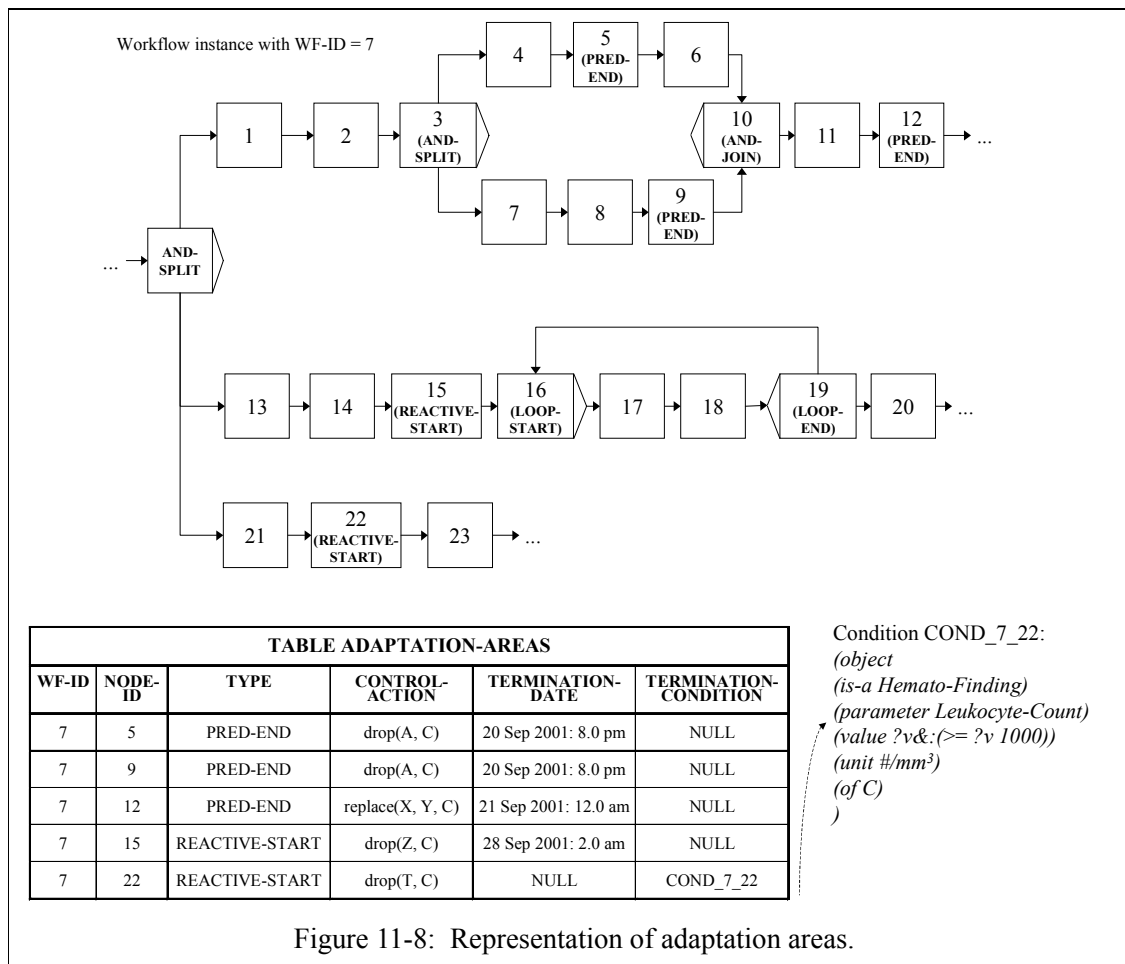 Workflow instance with WF-ID = 7
4
5
(PRED-
END)
6
1
2
3
(AND-
SPLIT)
10
(AND-
JOIN)
11
12
(PRED-
END)
...
7
8
9
(PRED-
END)
...
AND-
SPLIT
13
14
15
(REACTIVE-
START)
16
(LOOP-
START)
17
18
19
(LOOP-
END)
20
...
21
22
(REACTIVE-
START)
23
...
TABLE ADAPTATION-AREAS
WF-ID NODE-ID TYPE CONTROL-ACTION TERMINATION-DATE TERMINATION-CONDITION
7 5 PRED-END drop(A, C) 20 Sep 2001: 8.0 pm NULL
7 9 PRED-END drop(A, C) 20 Sep 2001: 8.0 pm NULL
7 12 PRED-END replace(X, Y, C) 21 Sep 2001: 12.0 am NULL
7 15 REACTIVE-START drop(Z, C) 28 Sep 2001: 2.0 am NULL
7 22 REACTIVE-START drop(T, C) NULL COND_7_22
Condition COND_7_22:
(object
(is-a Hemato-Finding)
(parameter Leukocyte-Count)
(value ?v&:(>= ?v 1000))
(unit #/mm³)
(of C)
)
Figure 11-8: Representation of adaptation areas.